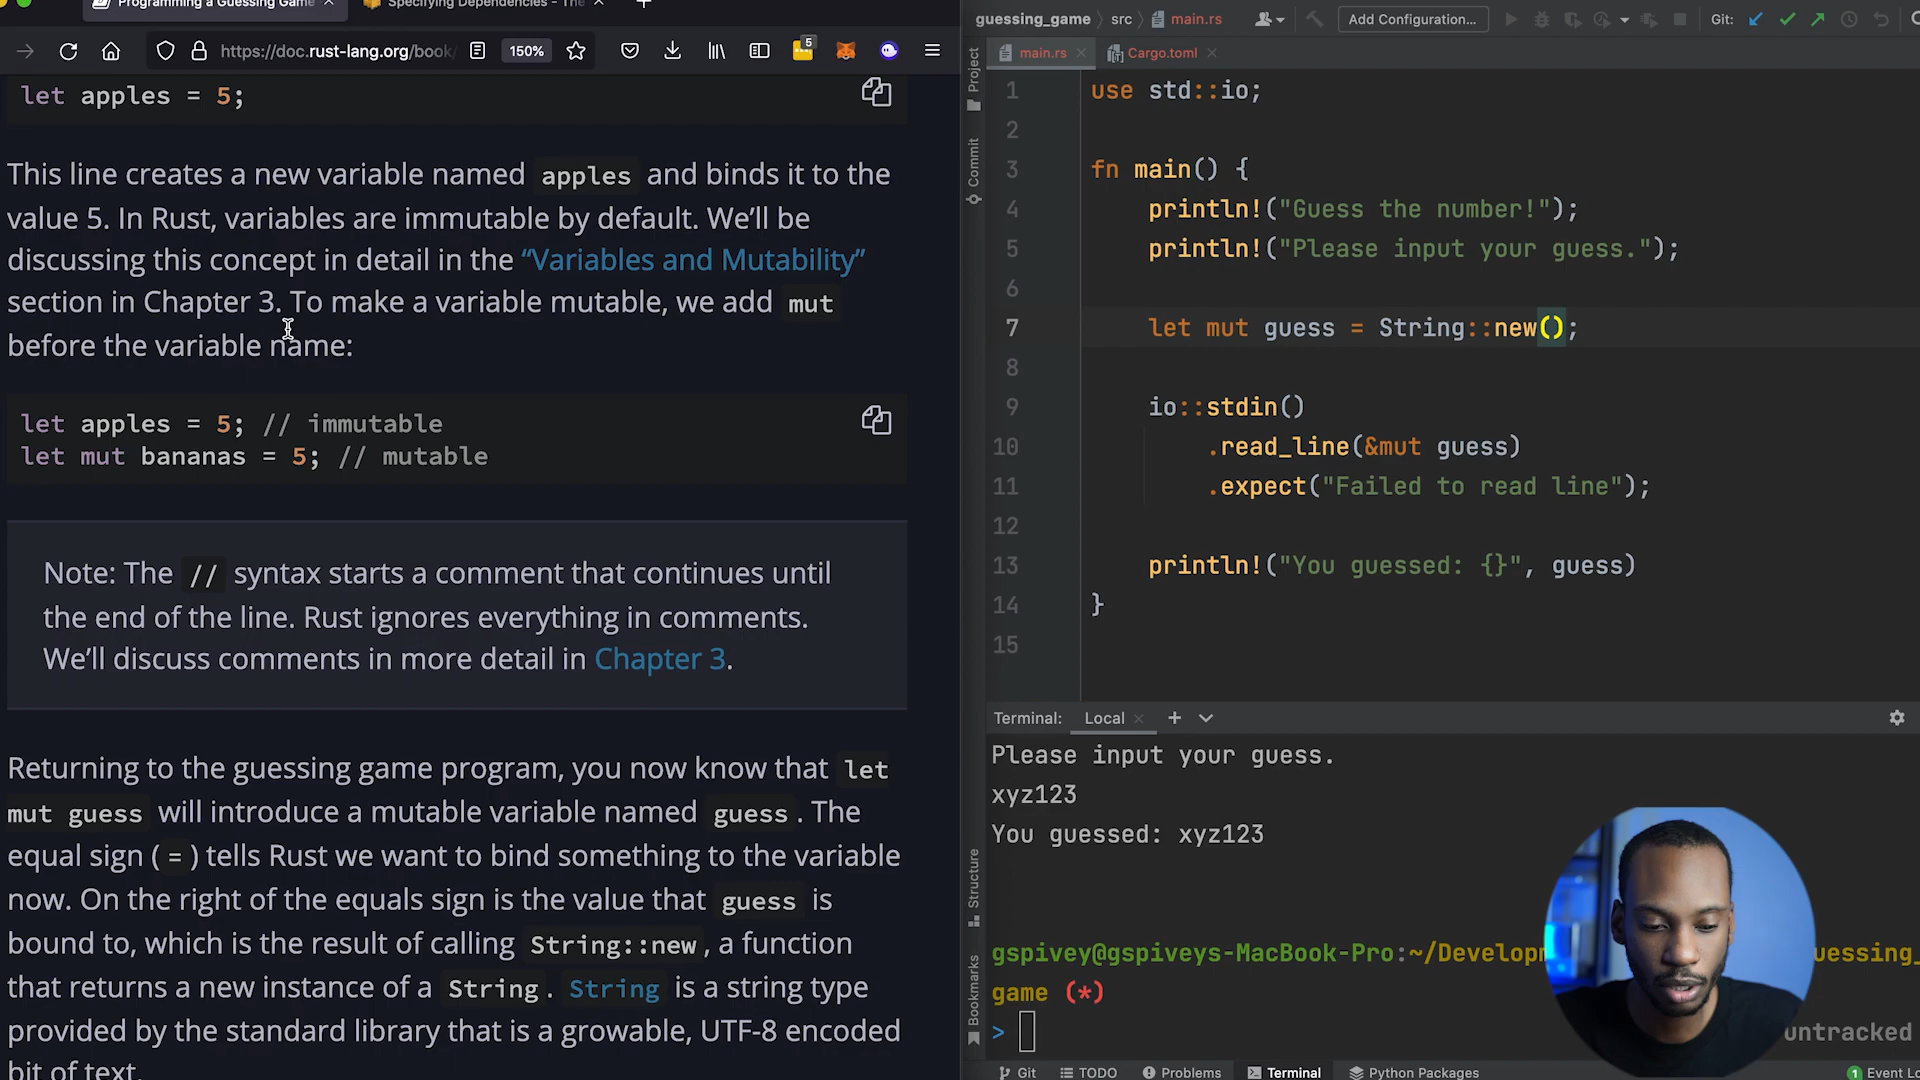 Programming a Guessing Game
Specifying Dependencies - The
https://doc.rust-lang.org/book/
150%
5
let apples = 5;
This line creates a new variable named apples and binds it to the
value 5. In Rust, variables are immutable by default. We’ll be
discussing this concept in detail in the “Variables and Mutability”
section in Chapter 3. To make a variable mutable, we add mut
before the variable name:
let apples = 5; // immutable
let mut bananas = 5; // mutable
Note: The // syntax starts a comment that continues until
the end of the line. Rust ignores everything in comments.
We’ll discuss comments in more detail in Chapter 3.
Returning to the guessing game program, you now know that let
mut guess will introduce a mutable variable named guess. The
equal sign (=) tells Rust we want to bind something to the variable
now. On the right of the equals sign is the value that guess is
bound to, which is the result of calling String::new, a function
that returns a new instance of a String. String is a string type
provided by the standard library that is a growable, UTF-8 encoded
bit of text.
guessing_game src main.rs
Add Configuration...
Git:
main.rs
Cargo.toml
Project
Commit
Structure
Bookmarks
1 use std::io;
2
3 fn main() {
4 println!("Guess the number!");
5 println!("Please input your guess.");
6
7 let mut guess = String::new();
8
9 io::stdin()
10 .read_line(&mut guess)
11 .expect("Failed to read line");
12
13 println!("You guessed: {}", guess)
14 }
15
Terminal: Local
Please input your guess.
xyz123
You guessed: xyz123
gspivey@gspiveys-MacBook-Pro:~/Developm
game (*)
>
untracked
Git
TODO
Problems
Terminal
Python Packages
1